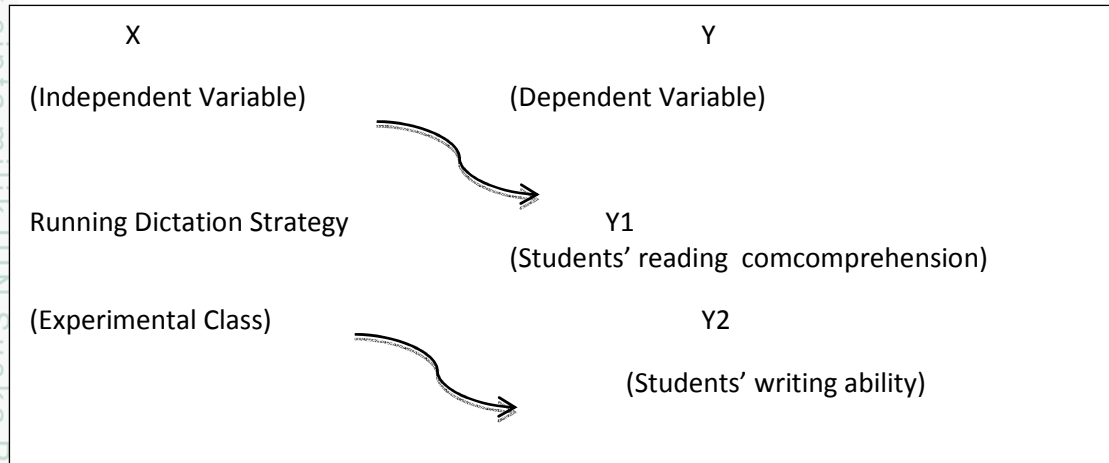 X Y
(Independent Variable) (Dependent Variable)
Running Dictation Strategy Y1
(Students’ reading comcomprehension)
(Experimental Class) Y2
(Students’ writing ability)